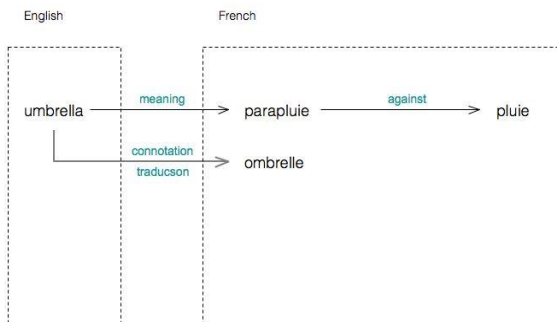 English French
umbrella meaning parapluie against pluie
connotation
traducson
ombrelle